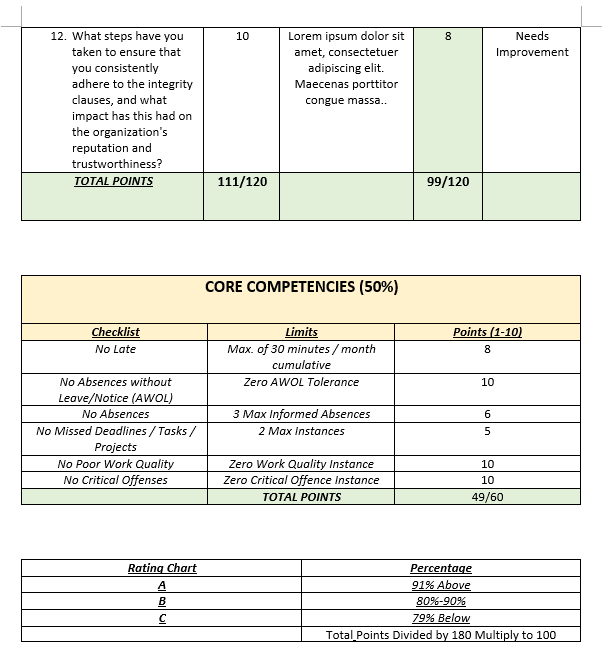 12. What steps have you taken to ensure that you consistently adhere to the integrity clauses, and what impact has this had on the organization's reputation and trustworthiness?
10
Lorem ipsum dolor sit amet, consectetuer adipiscing elit. Maecenas porttitor congue massa..
8
Needs Improvement
TOTAL POINTS
111/120
99/120
CORE COMPETENCIES (50%)
Checklist
Limits
Points (1-10)
No Late
Max. of 30 minutes / month cumulative
8
No Absences without Leave/Notice (AWOL)
Zero AWOL Tolerance
10
No Absences
3 Max Informed Absences
6
No Missed Deadlines / Tasks / Projects
2 Max Instances
5
No Poor Work Quality
Zero Work Quality Instance
10
No Critical Offenses
Zero Critical Offence Instance
10
TOTAL POINTS
49/60
Rating Chart
Percentage
A
91% Above
B
80%-90%
C
79% Below
Total Points Divided by 180 Multiply to 100